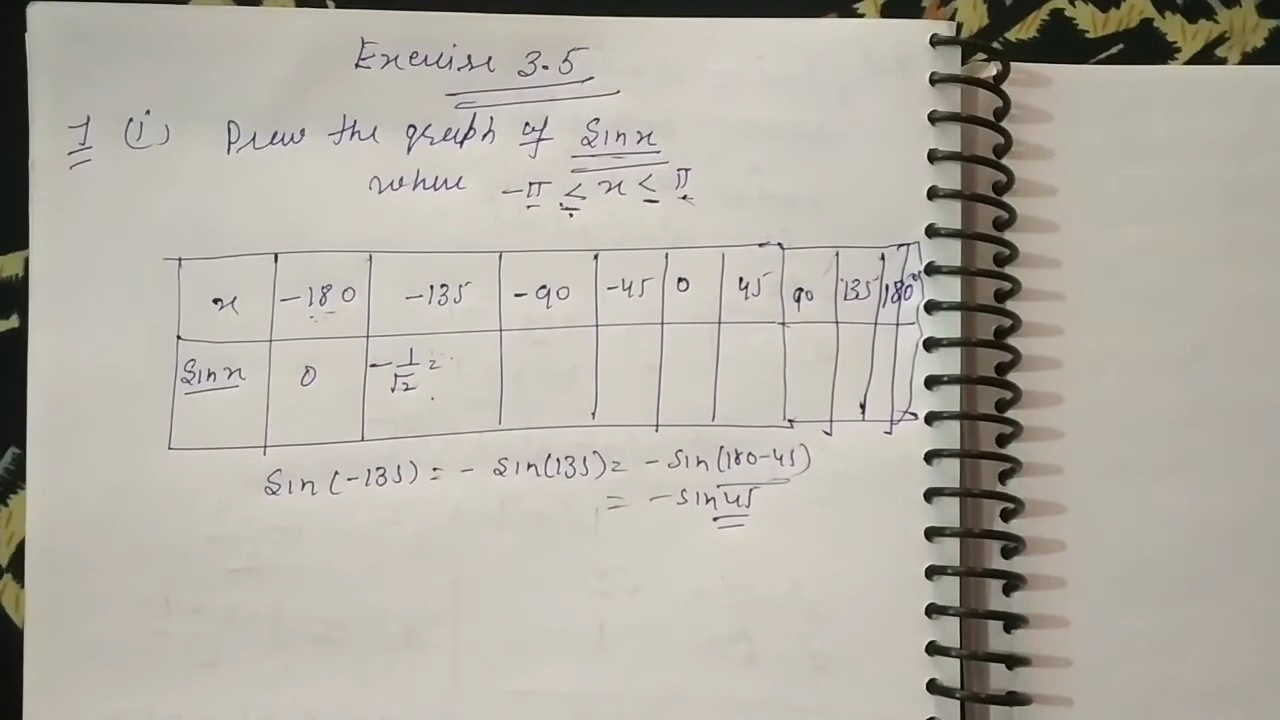 Exercise 3.5
1 (i) Draw the graph of Sinx
where -π ≤ x ≤ π
x -180 -135 -90 -45 0 45 90 135 180
Sinx 0 -1/√2 =
Sin(-135) = - Sin(135) = - Sin(180-45)
= - Sin45